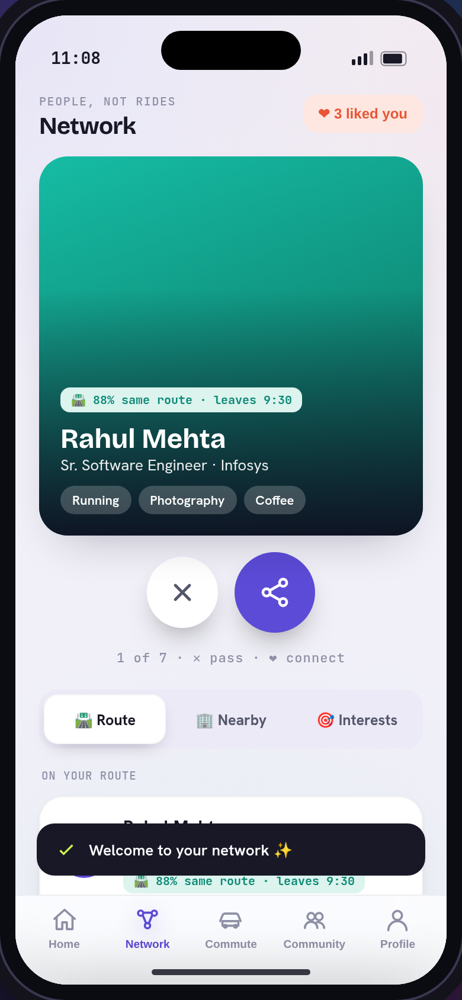 11:08
PEOPLE, NOT RIDES
Network
❤ 3 liked you
🛣️ 88% same route · leaves 9:30
Rahul Mehta
Sr. Software Engineer · Infosys
Running
Photography
Coffee
1 of 7 · × pass · ❤ connect
🛣️ Route
🏢 Nearby
🎯 Interests
ON YOUR ROUTE
Welcome to your network ✨
🛣️ 88% same route · leaves 9:30
Home
Network
Commute
Community
Profile